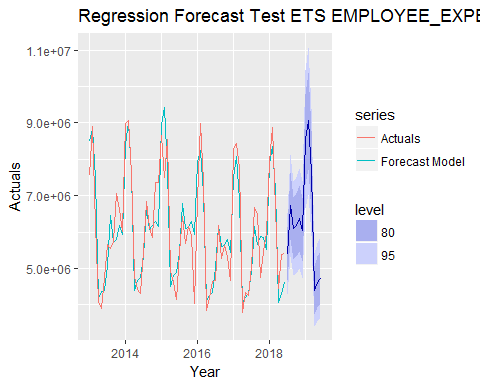 Regression Forecast Test ETS EMPLOYEE_EXPE
1.1e+07
9.0e+06
7.0e+06
5.0e+06
Actuals
2014
2016
2018
Year
series
Actuals
Forecast Model
level
80
95